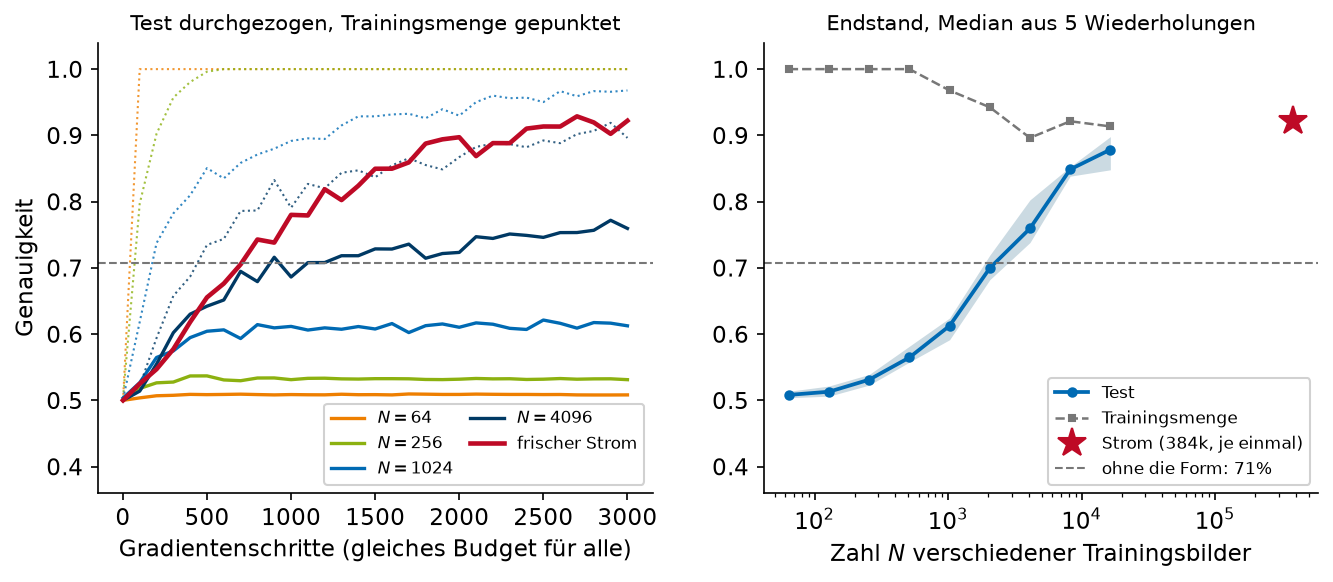 Test durchgezogen, Trainingsmenge gepunktet
Genauigkeit
1.0
0.9
0.8
0.7
0.6
0.5
0.4
N = 64
N = 256
N = 1024
N = 4096
frischer Strom
0 500 1000 1500 2000 2500 3000
Gradientenschritte (gleiches Budget für alle)
Endstand, Median aus 5 Wiederholungen
1.0
0.9
0.8
0.7
0.6
0.5
0.4
Test
Trainingsmenge
Strom (384k, je einmal)
ohne die Form: 71%
10² 10³ 10⁴ 10⁵
Zahl N verschiedener Trainingsbilder